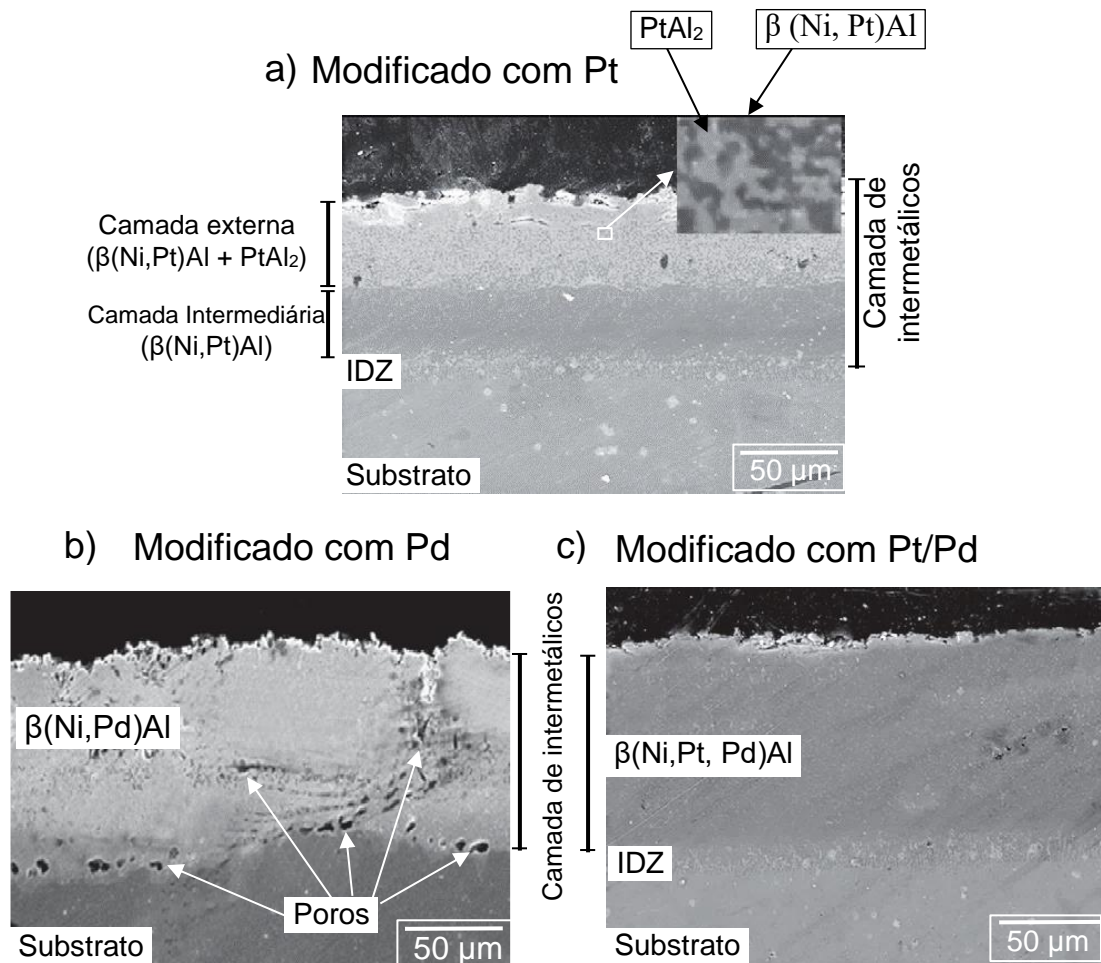 PtAl₂
β (Ni, Pt)Al
a) Modificado com Pt
Camada externa
(β(Ni,Pt)Al + PtAl₂)
Camada Intermediária
(β(Ni,Pt)Al)
IDZ
Substrato
50 μm
Camada de
intermetálicos
b) Modificado com Pd
β(Ni,Pd)Al
Poros
Substrato
50 μm
Camada de intermetálicos
c) Modificado com Pt/Pd
β(Ni,Pt, Pd)Al
IDZ
Substrato
50 μm